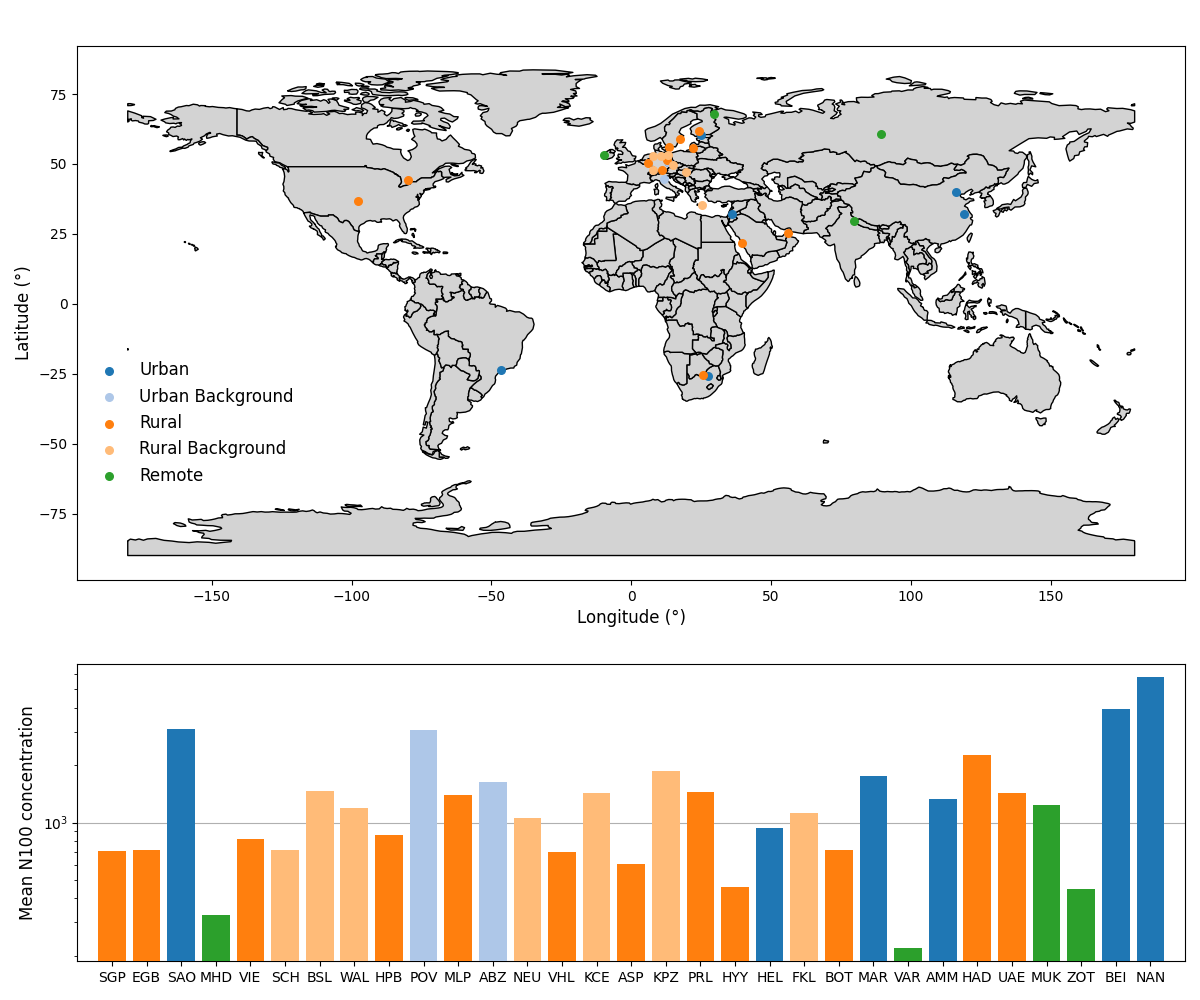 75
50
25
0
−25
−50
−75
Latitude (°)
Urban
Urban Background
Rural
Rural Background
Remote
−150 −100 −50 0 50 100 150
Longitude (°)
Mean N100 concentration
10³
SGP EGB SAO MHD VIE SCH BSL WAL HPB POV MLP ABZ NEU VHL KCE ASP KPZ PRL HYY HEL FKL BOT MAR VAR AMM HAD UAE MUK ZOT BEI NAN